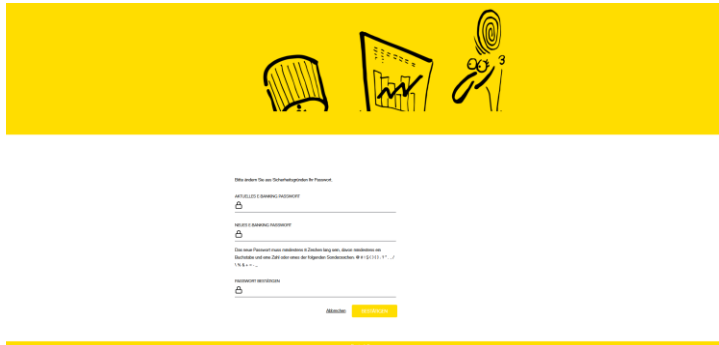 Bitte ändern Sie aus Sicherheitsgründen Ihr Passwort.
AKTUELLES E-BANKING PASSWORT
NEUES E-BANKING PASSWORT
Das neue Passwort muss mindestens 8 Zeichen lang sein, davon mindestens ein
Buchstabe und eine Zahl oder eines der folgenden Sonderzeichen:
PASSWORT BESTÄTIGEN
Abbrechen BESTÄTIGEN